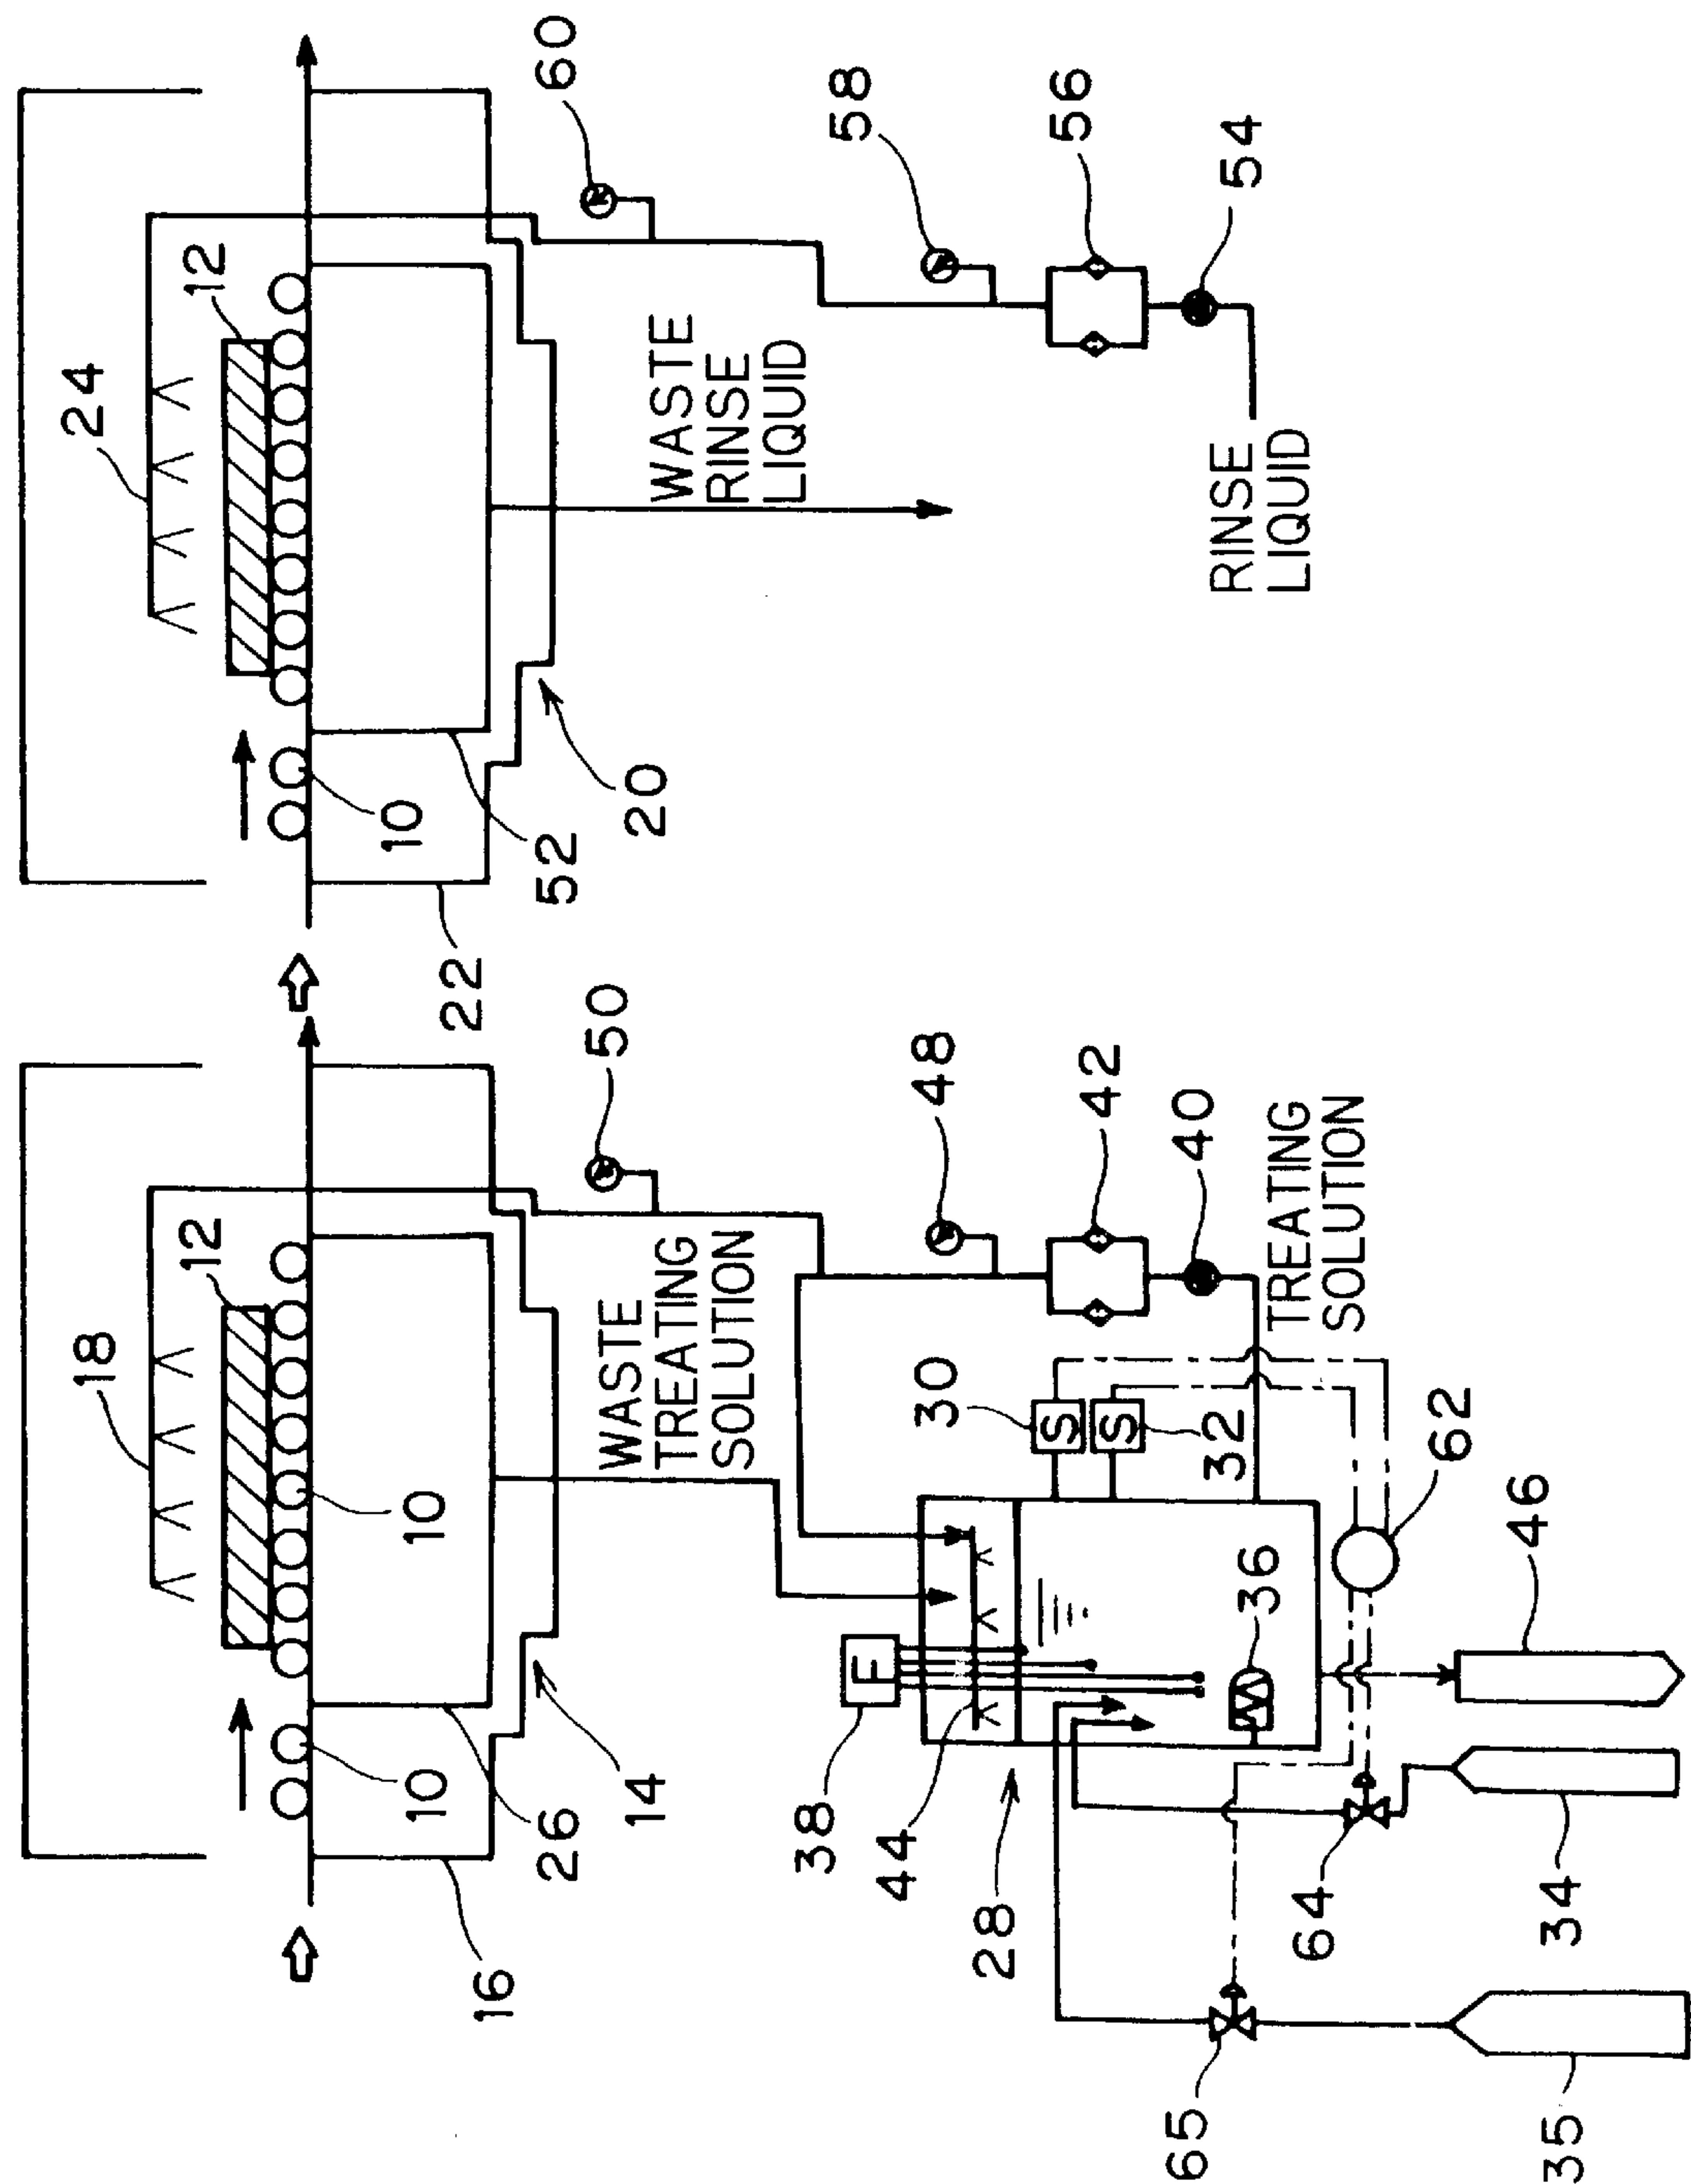 18
24
12
12
10
10
10
16
22
26
52
50
60
14
20
WASTE
TREATING
SOLUTION
WASTE
RINSE
LIQUID
38
F
58
44
30
48
28
S
S
42
56
65
32
40
54
36
RINSE
LIQUID
TREATING
SOLUTION
64
62
46
34
35